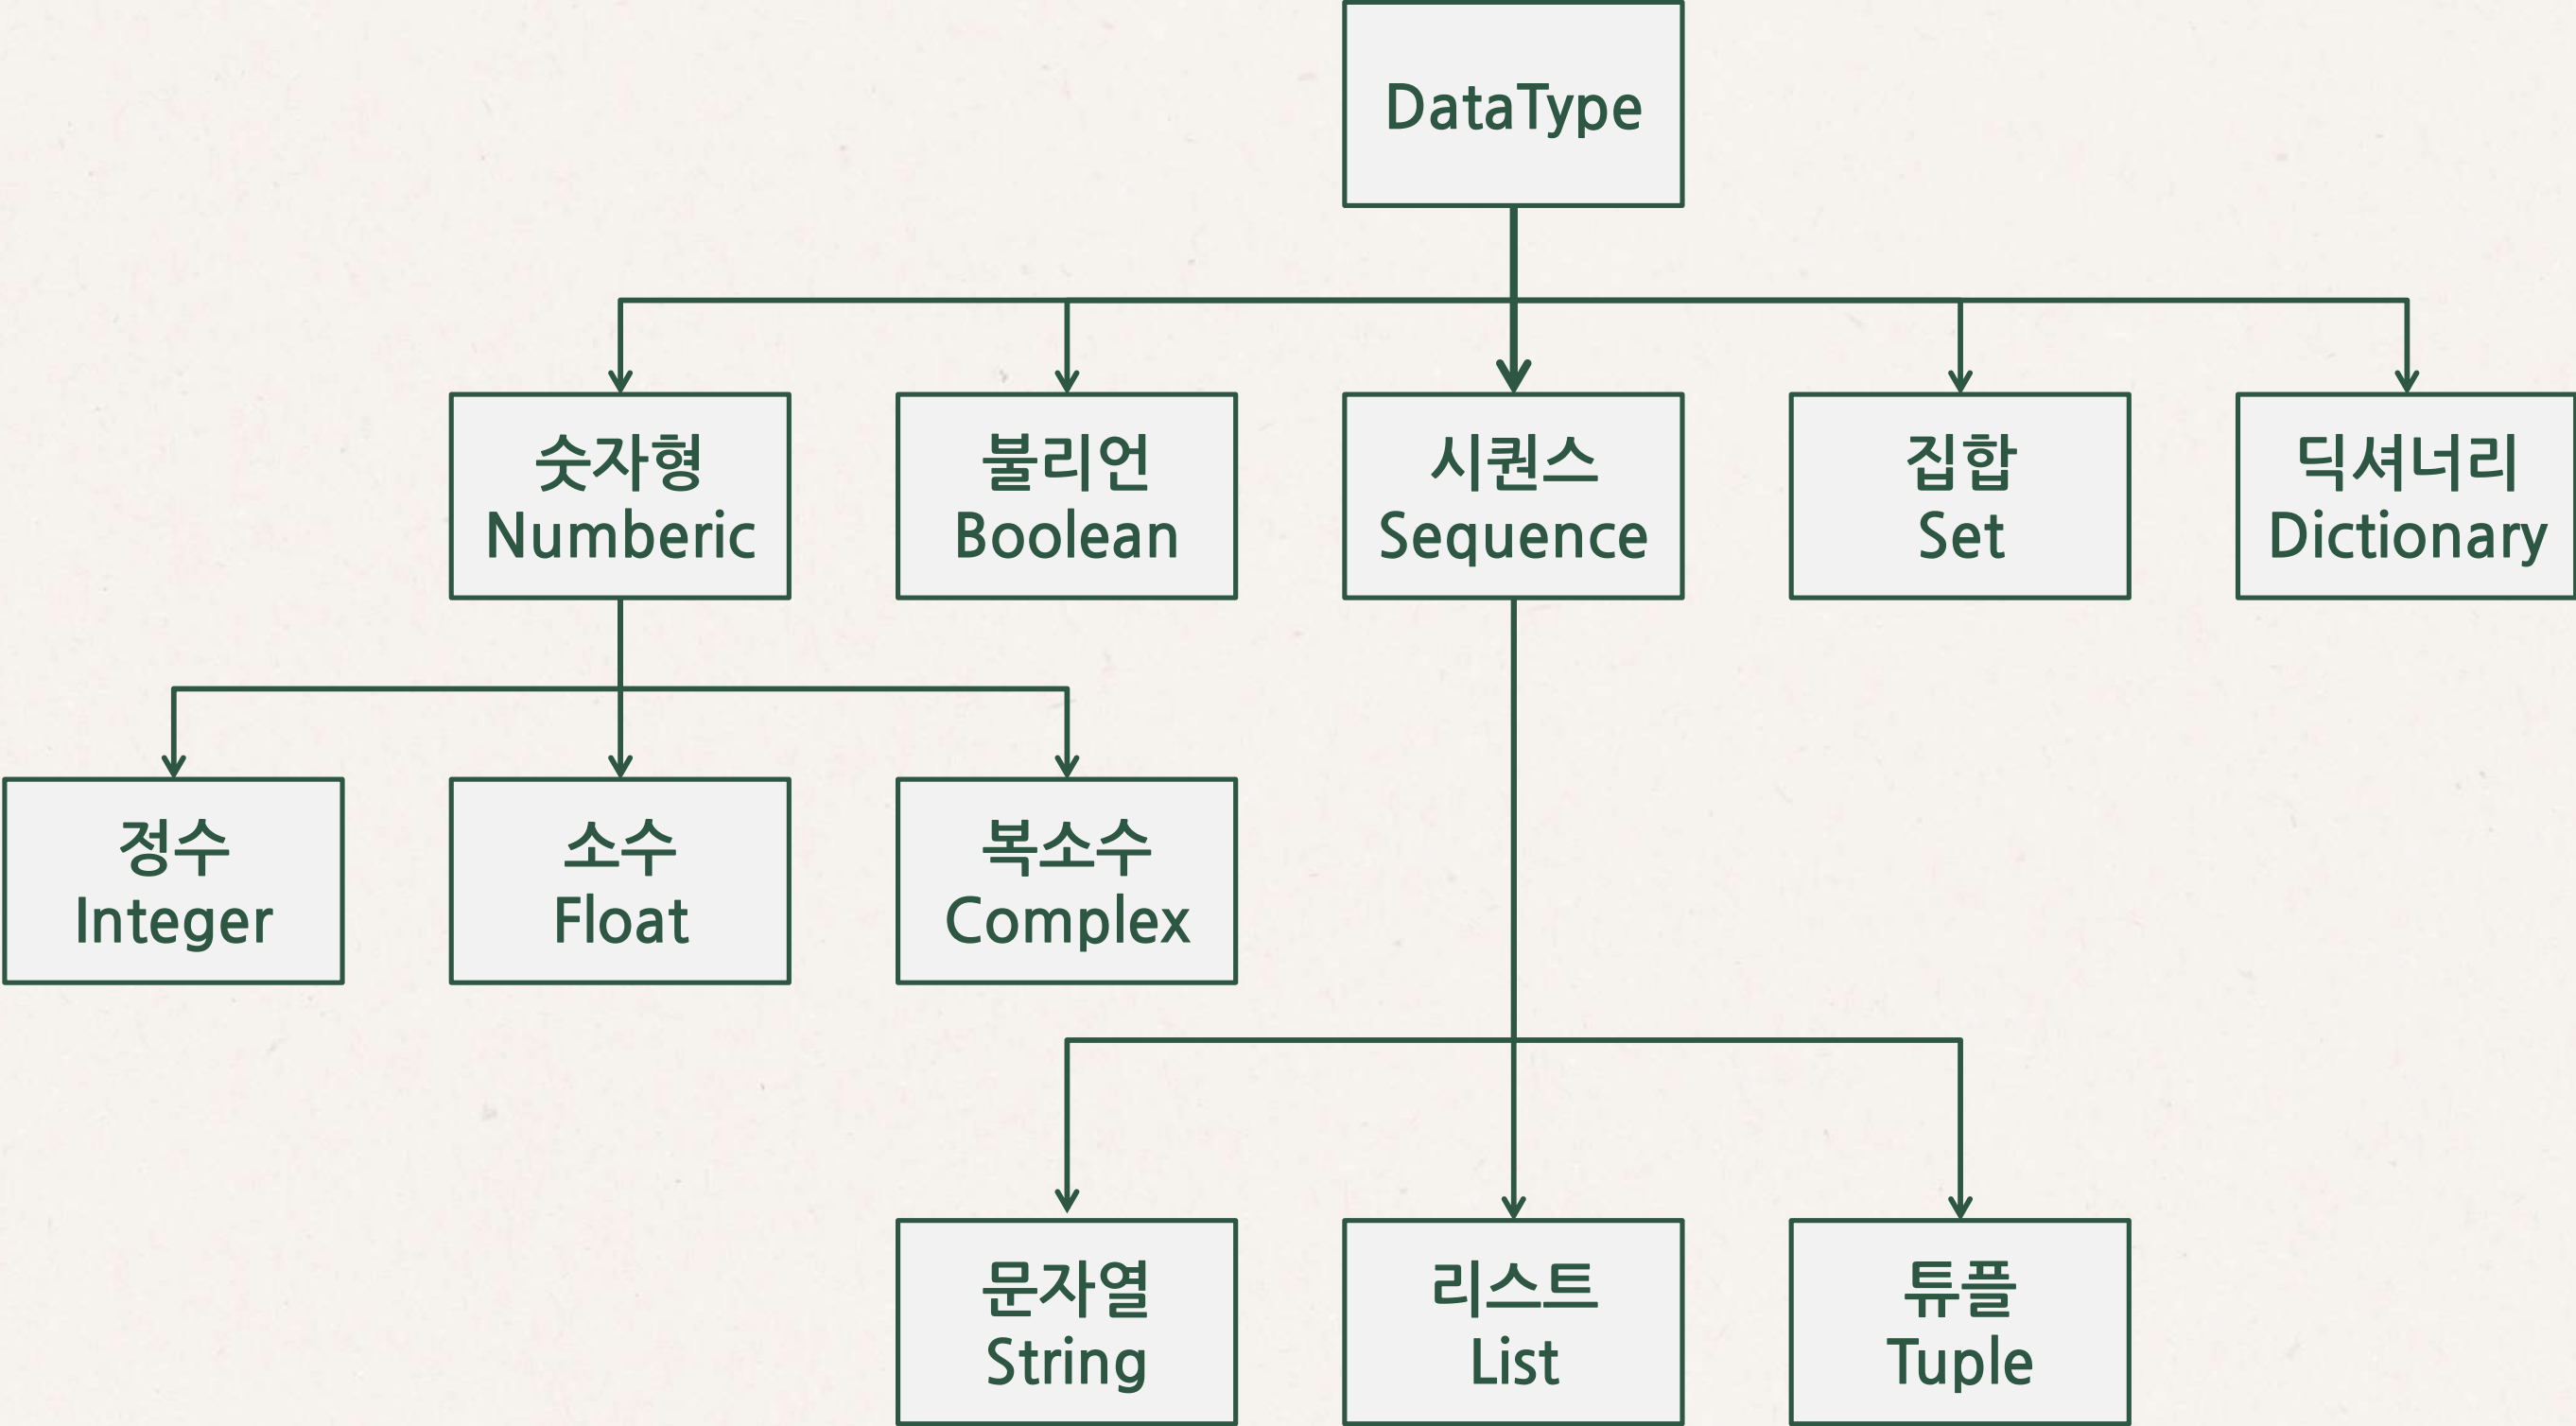 DataType
숫자형
Numberic
불리언
Boolean
시퀀스
Sequence
집합
Set
딕셔너리
Dictionary
정수
Integer
소수
Float
복소수
Complex
문자열
String
리스트
List
튜플
Tuple